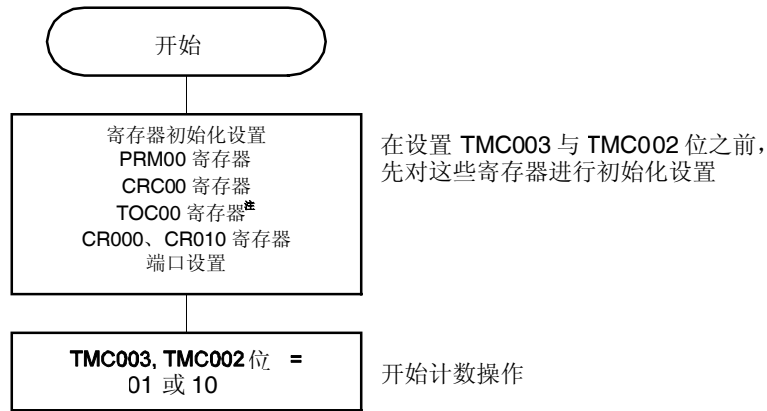 开始
寄存器初始化设置
PRM00 寄存器
CRC00 寄存器
TOC00 寄存器注
CR000、CR010 寄存器
端口设置
在设置 TMC003 与 TMC002 位之前，
先对这些寄存器进行初始化设置
TMC003, TMC002 位 =
01 或 10
开始计数操作